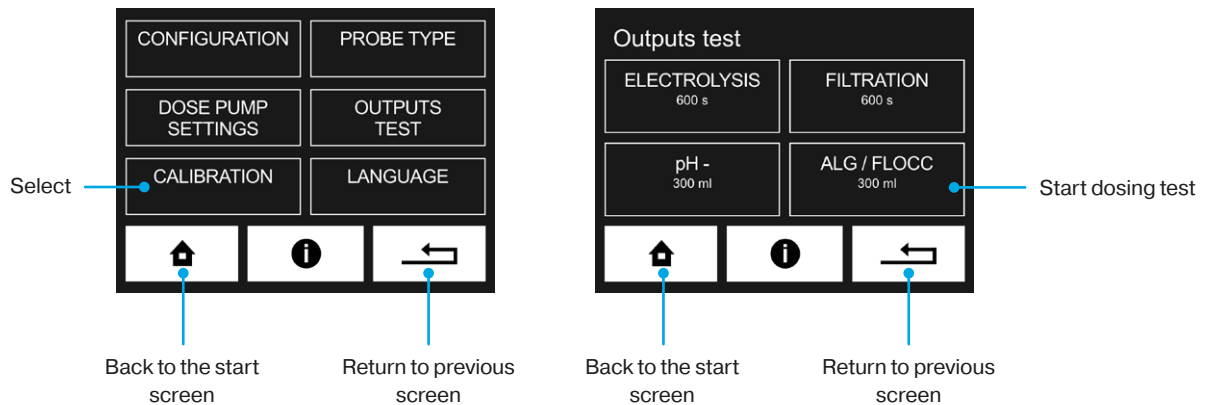 CONFIGURATION
PROBE TYPE
DOSE PUMP
SETTINGS
OUTPUTS
TEST
Select
CALIBRATION
LANGUAGE
Back to the start
screen
Return to previous
screen
Outputs test
ELECTROLYSIS
600 s
FILTRATION
600 s
pH -
300 ml
ALG / FLOCC
300 ml
Start dosing test
Back to the start
screen
Return to previous
screen